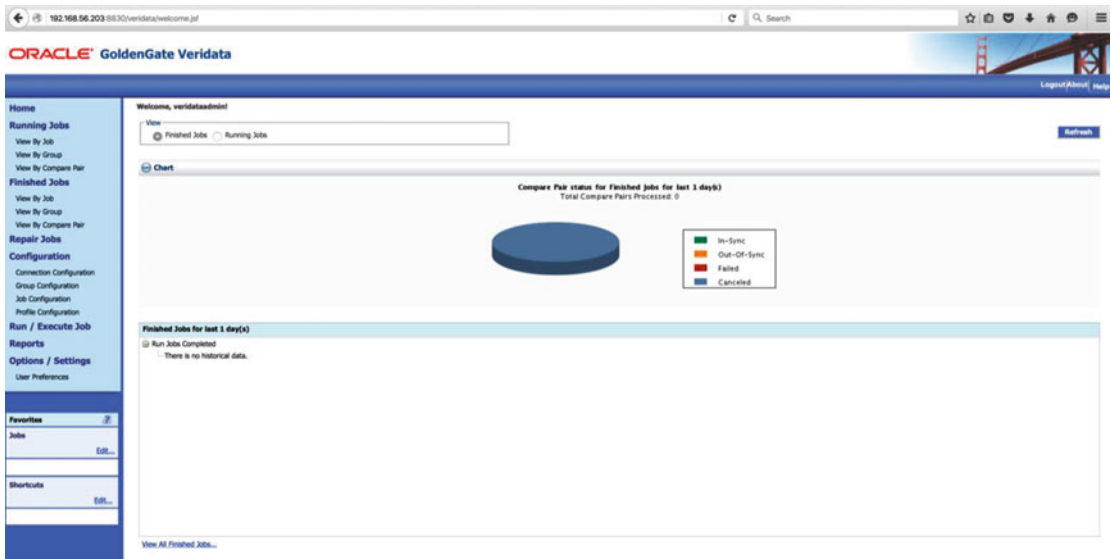 192.168.56.203:8830/veridata/welcome.jsf
Search
ORACLE GoldenGate Veridata
Logout About Help
Home
Running Jobs
View By Job
View By Group
View By Compare Pair
Finished Jobs
View By Job
View By Group
View By Compare Pair
Repair Jobs
Configuration
Connection Configuration
Group Configuration
Job Configuration
Profile Configuration
Run / Execute Job
Reports
Options / Settings
User Preferences
Favorites
Jobs
Edit...
Shortcuts
Edit...
Welcome, veridataadmin!
View
Finished Jobs Running Jobs
Refresh
Chart
Compare Pair status for Finished Jobs for last 1 day(s)
Total Compare Pairs Processed: 0
In-Sync
Out-Of-Sync
Failed
Canceled
Finished Jobs for last 1 day(s)
Run Jobs Completed
There is no historical data.
View All Finished Jobs...